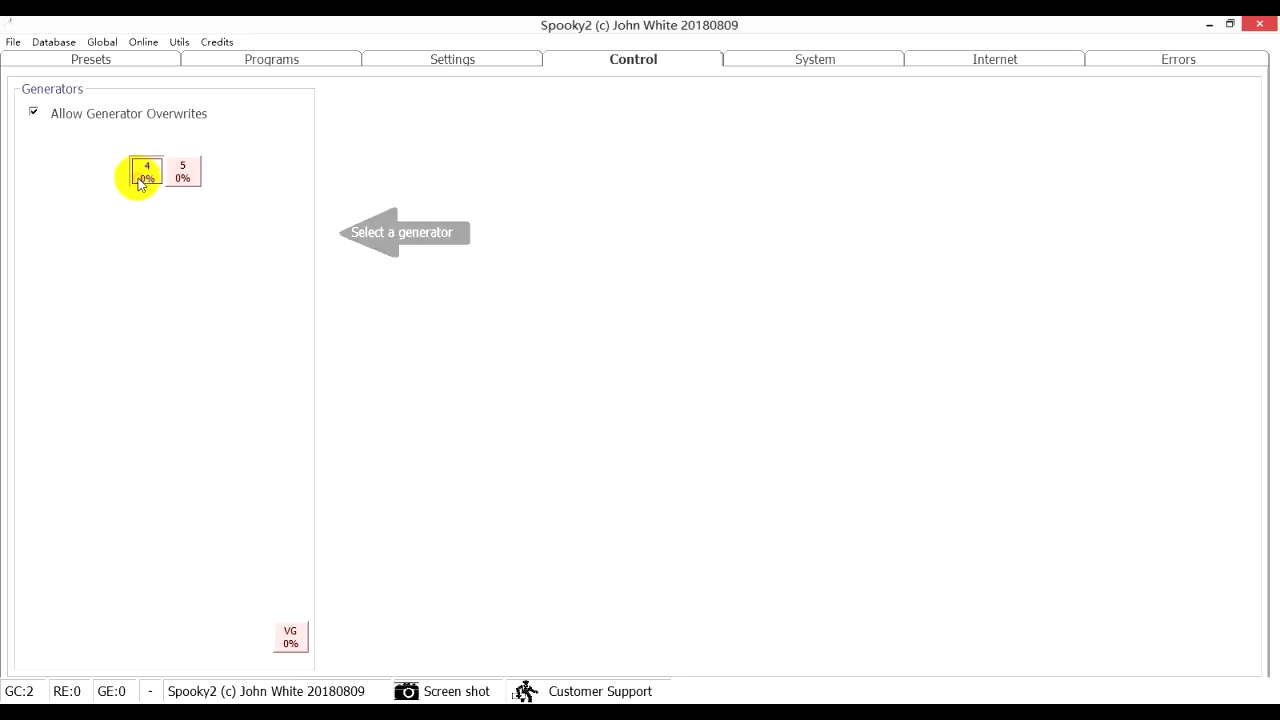 Spooky2 (c) John White 20180809
File Database Global Online Utils Credits
Presets Programs Settings Control System Internet Errors
Generators
Allow Generator Overwrites
4 5
0% 0%
Select a generator
VG
0%
GC:2 RE:0 GE:0 - Spooky2 (c) John White 20180809 Screen shot Customer Support